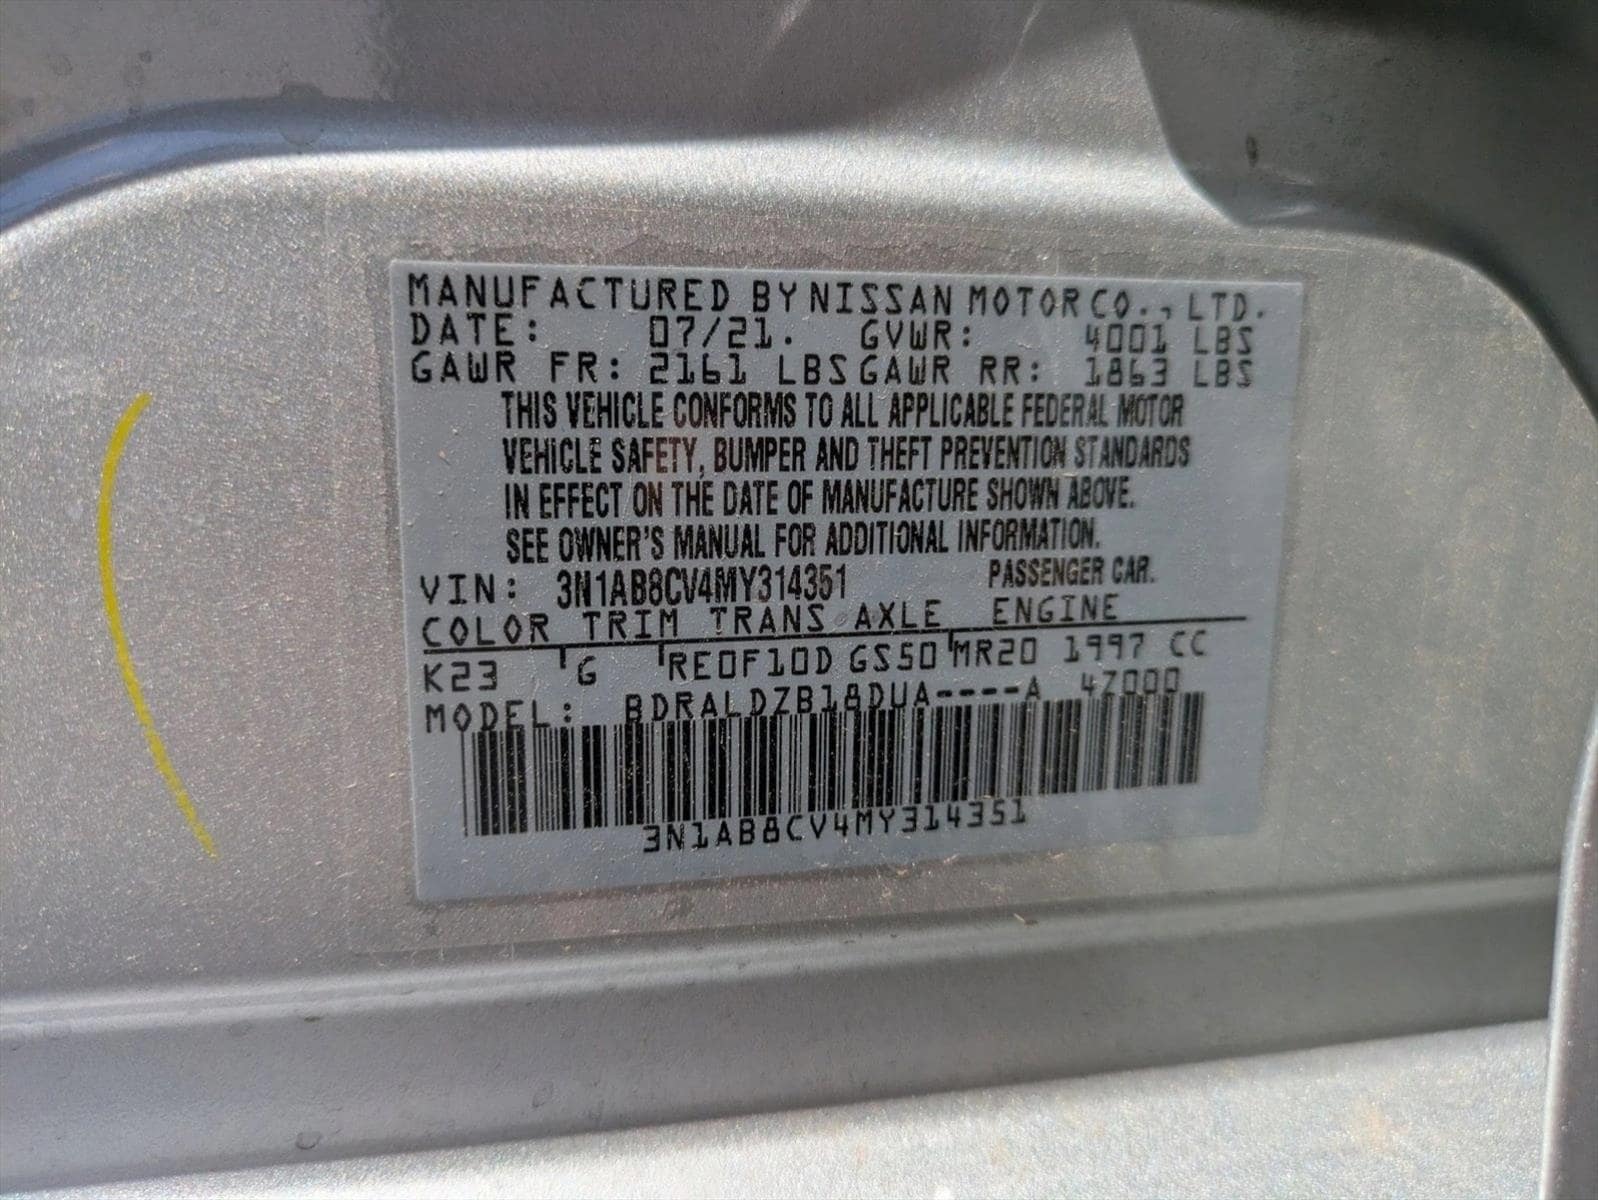 MANUFACTURED BY NISSAN MOTOR CO., LTD.
DATE: 07/21. GVWR: 4001 LBS
GAWR FR: 2161 LBS GAWR RR: 1863 LBS
THIS VEHICLE CONFORMS TO ALL APPLICABLE FEDERAL MOTOR
VEHICLE SAFETY, BUMPER AND THEFT PREVENTION STANDARDS
IN EFFECT ON THE DATE OF MANUFACTURE SHOWN ABOVE.
SEE OWNER'S MANUAL FOR ADDITIONAL INFORMATION.
VIN: 3N1AB8CV4MY314351 PASSENGER CAR.
COLOR TRIM TRANS AXLE ENGINE
K23 G RE0F10D GS50 MR20 1997 CC
MODEL: BDRALDZB18DUA----A 4Z000
3N1AB8CV4MY314351